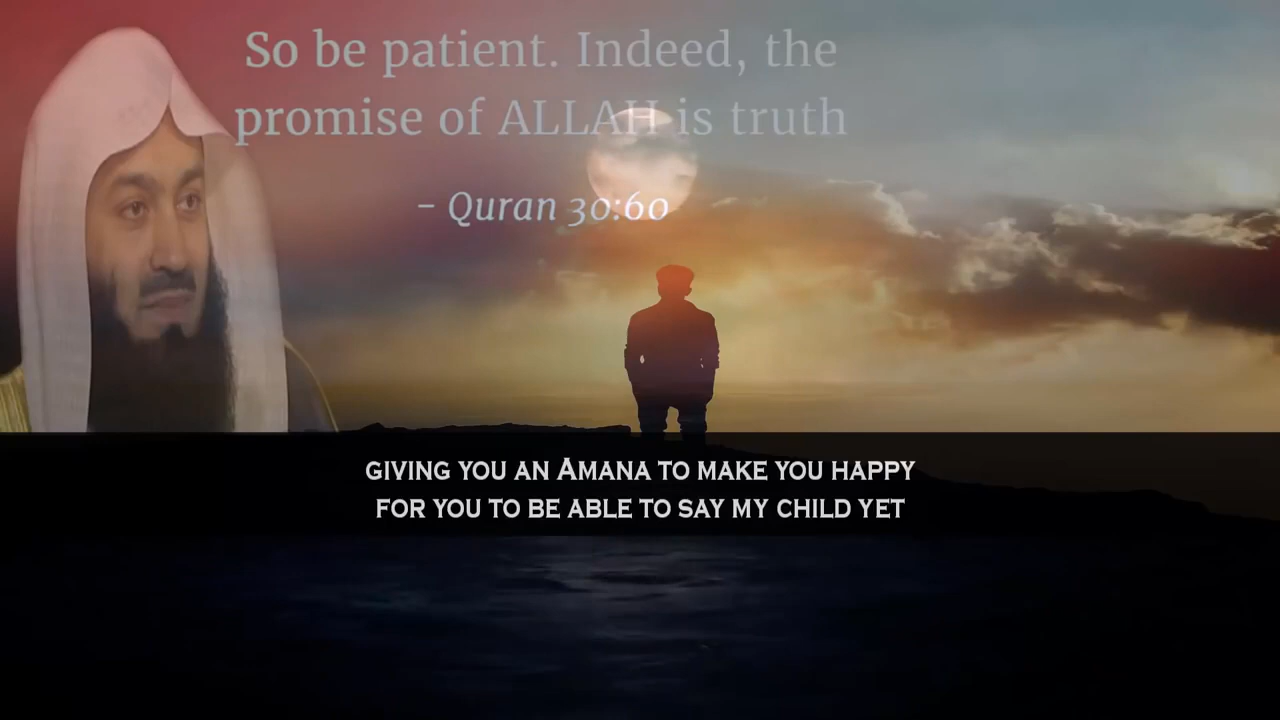 So be patient. Indeed, the
promise of ALLAH is truth
– Quran 30:60
GIVING YOU AN AMANA TO MAKE YOU HAPPY
FOR YOU TO BE ABLE TO SAY MY CHILD YET